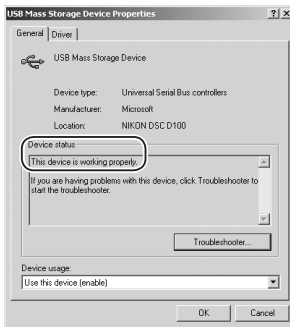 USB Mass Storage Device Properties
General Driver
USB Mass Storage Device
Device type: Universal Serial Bus controllers
Manufacturer: Microsoft
Location: NIKON DSC D100
Device status
This device is working properly.
If you are having problems with this device, click Troubleshooter to
start the troubleshooter.
Troubleshooter...
Device usage:
Use this device (enable)
OK Cancel